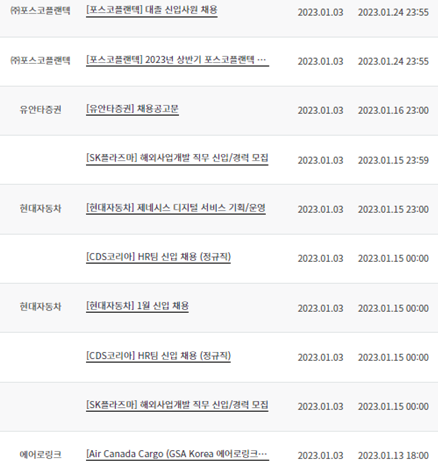 ㈜포스코플랜텍 [포스코플랜텍] 대졸 신입사원 채용 2023.01.03 2023.01.24 23:55
㈜포스코플랜텍 [포스코플랜텍] 2023년 상반기 포스코플랜텍 ··· 2023.01.03 2023.01.24 23:55
유안타증권 [유안타증권] 채용공고문 2023.01.03 2023.01.16 23:00
[SK플라즈마] 해외사업개발 직무 신입/경력 모집 2023.01.03 2023.01.15 23:59
현대자동차 [현대자동차] 제네시스 디지털 서비스 기획/운영 2023.01.03 2023.01.15 23:00
[CDS코리아] HR팀 신입 채용 (정규직) 2023.01.03 2023.01.15 00:00
현대자동차 [현대자동차] 1월 신입 채용 2023.01.03 2023.01.15 00:00
[CDS코리아] HR팀 신입 채용 (정규직) 2023.01.03 2023.01.15 00:00
[SK플라즈마] 해외사업개발 직무 신입/경력 모집 2023.01.03 2023.01.15 00:00
에어로링크 [Air Canada Cargo (GSA Korea 에어로링크··· 2023.01.03 2023.01.13 18:00